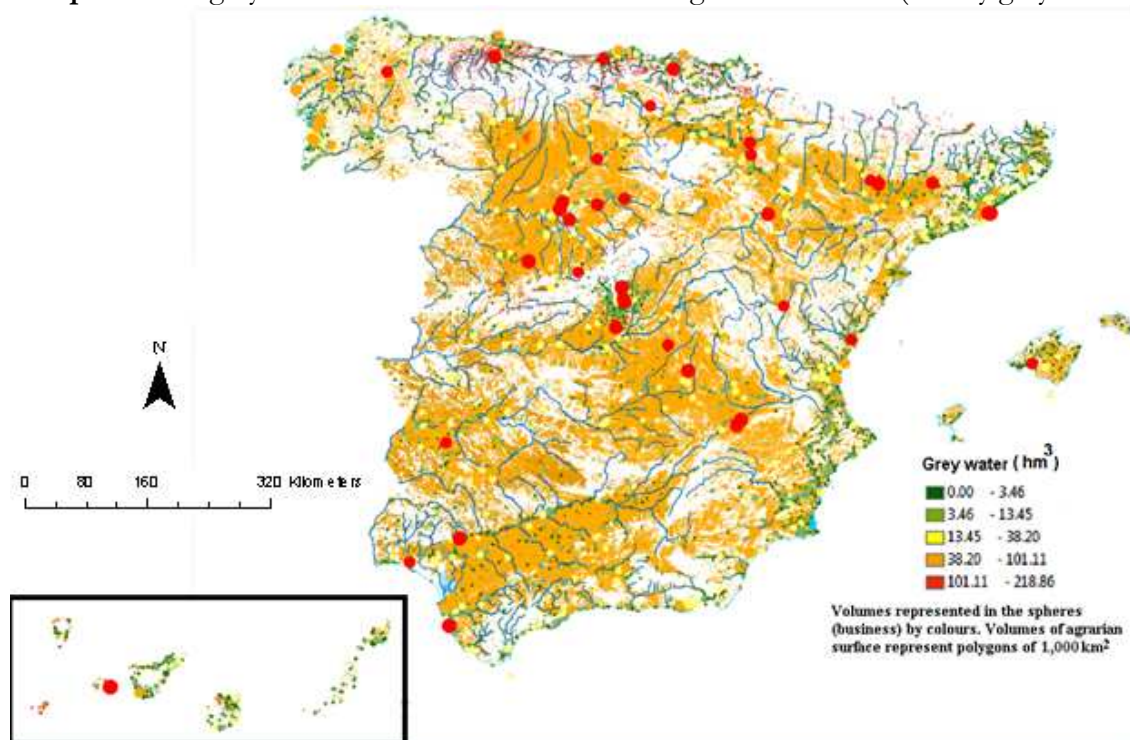 N
0 80 160 320 Kilometers
Grey water ( hm3)
0.00 - 3.46
3.46 - 13.45
13.45 - 38.20
38.20 - 101.11
101.11 - 218.86
Volumes represented in the spheres
(business) by colours. Volumes of agrarian
surface represent polygons of 1,000 km2